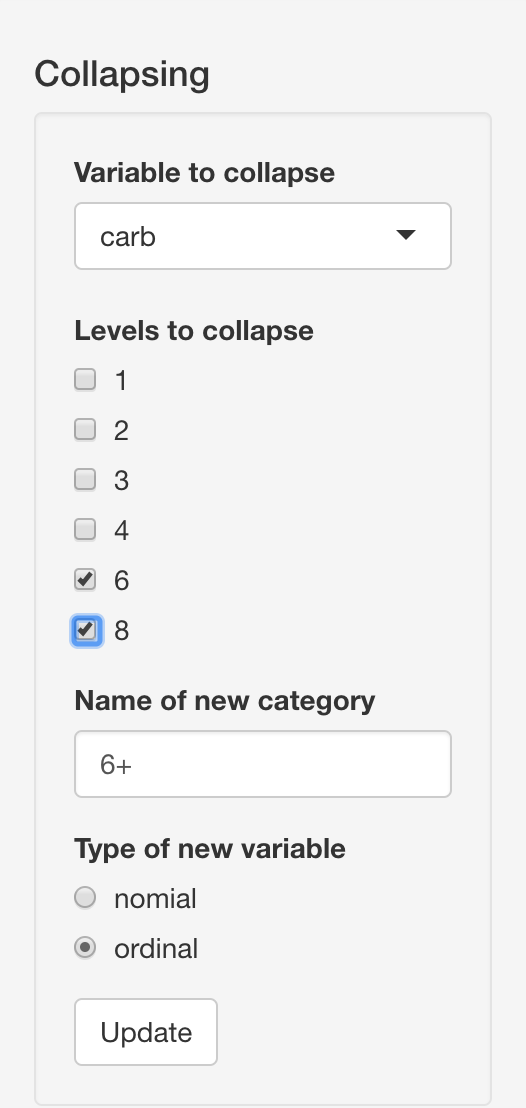 Collapsing
Variable to collapse
carb
Levels to collapse
1
2
3
4
6
8
Name of new category
6+
Type of new variable
nomial
ordinal
Update